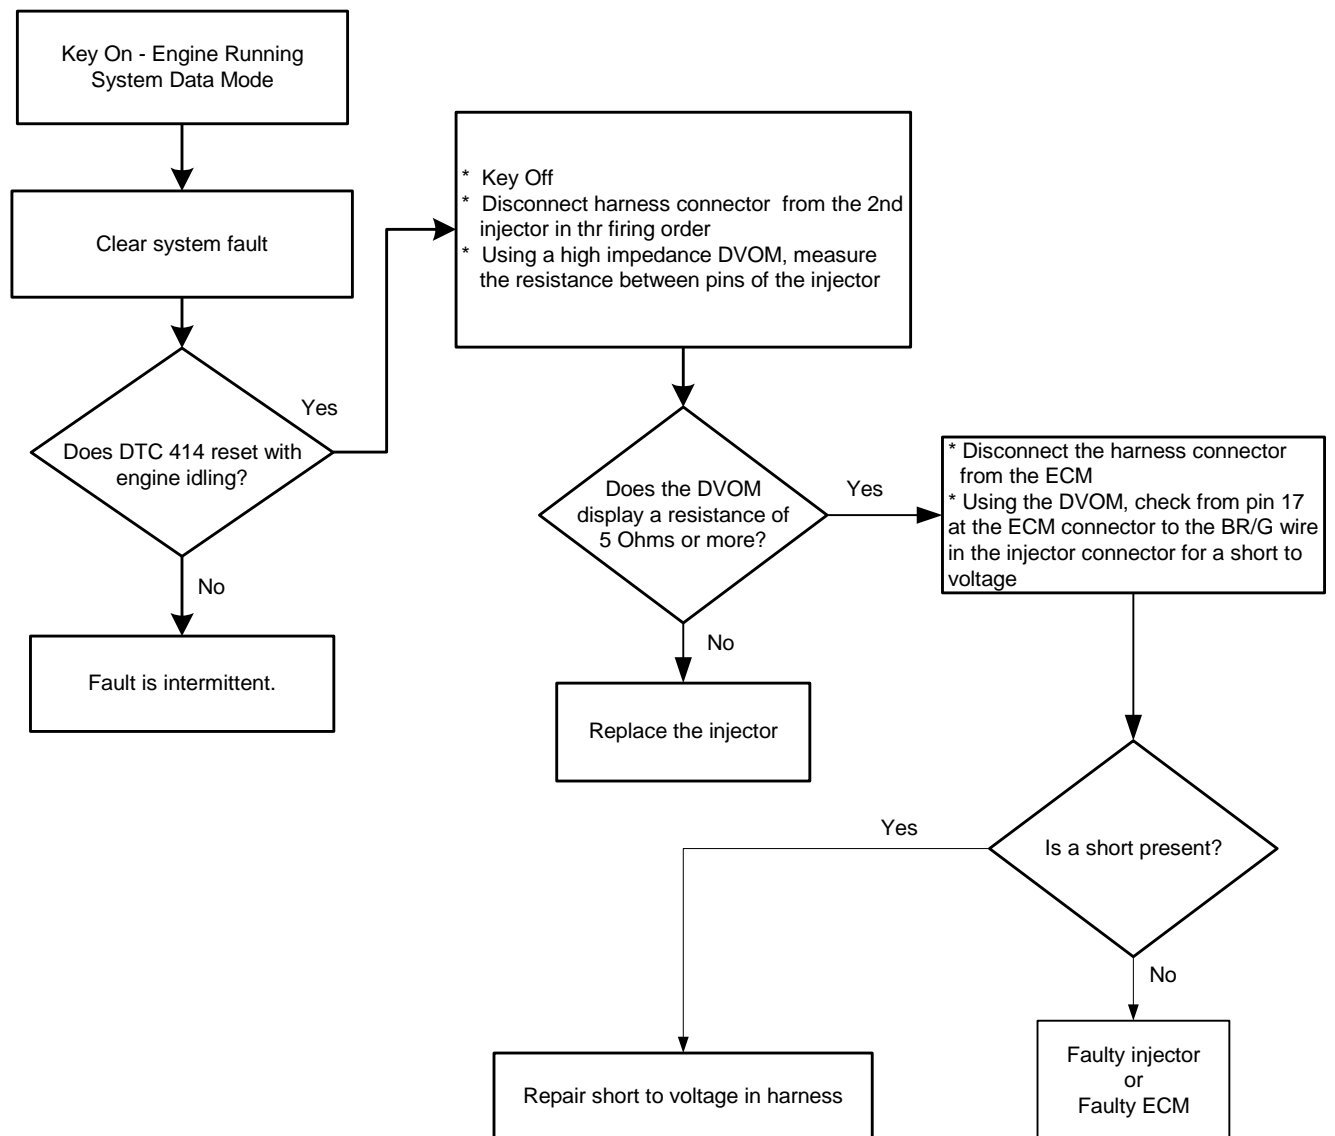 Key On - Engine Running
System Data Mode
Clear system fault
Does DTC 414 reset with
engine idling?
Yes
No
Fault is intermittent.
* Key Off
* Disconnect harness connector from the 2nd
injector in thr firing order
* Using a high impedance DVOM, measure
the resistance between pins of the injector
Does the DVOM
display a resistance of
5 Ohms or more?
Yes
No
Replace the injector
* Disconnect the harness connector
from the ECM
* Using the DVOM, check from pin 17
at the ECM connector to the BR/G wire
in the injector connector for a short to
voltage
Is a short present?
Yes
No
Repair short to voltage in harness
Faulty injector
or
Faulty ECM